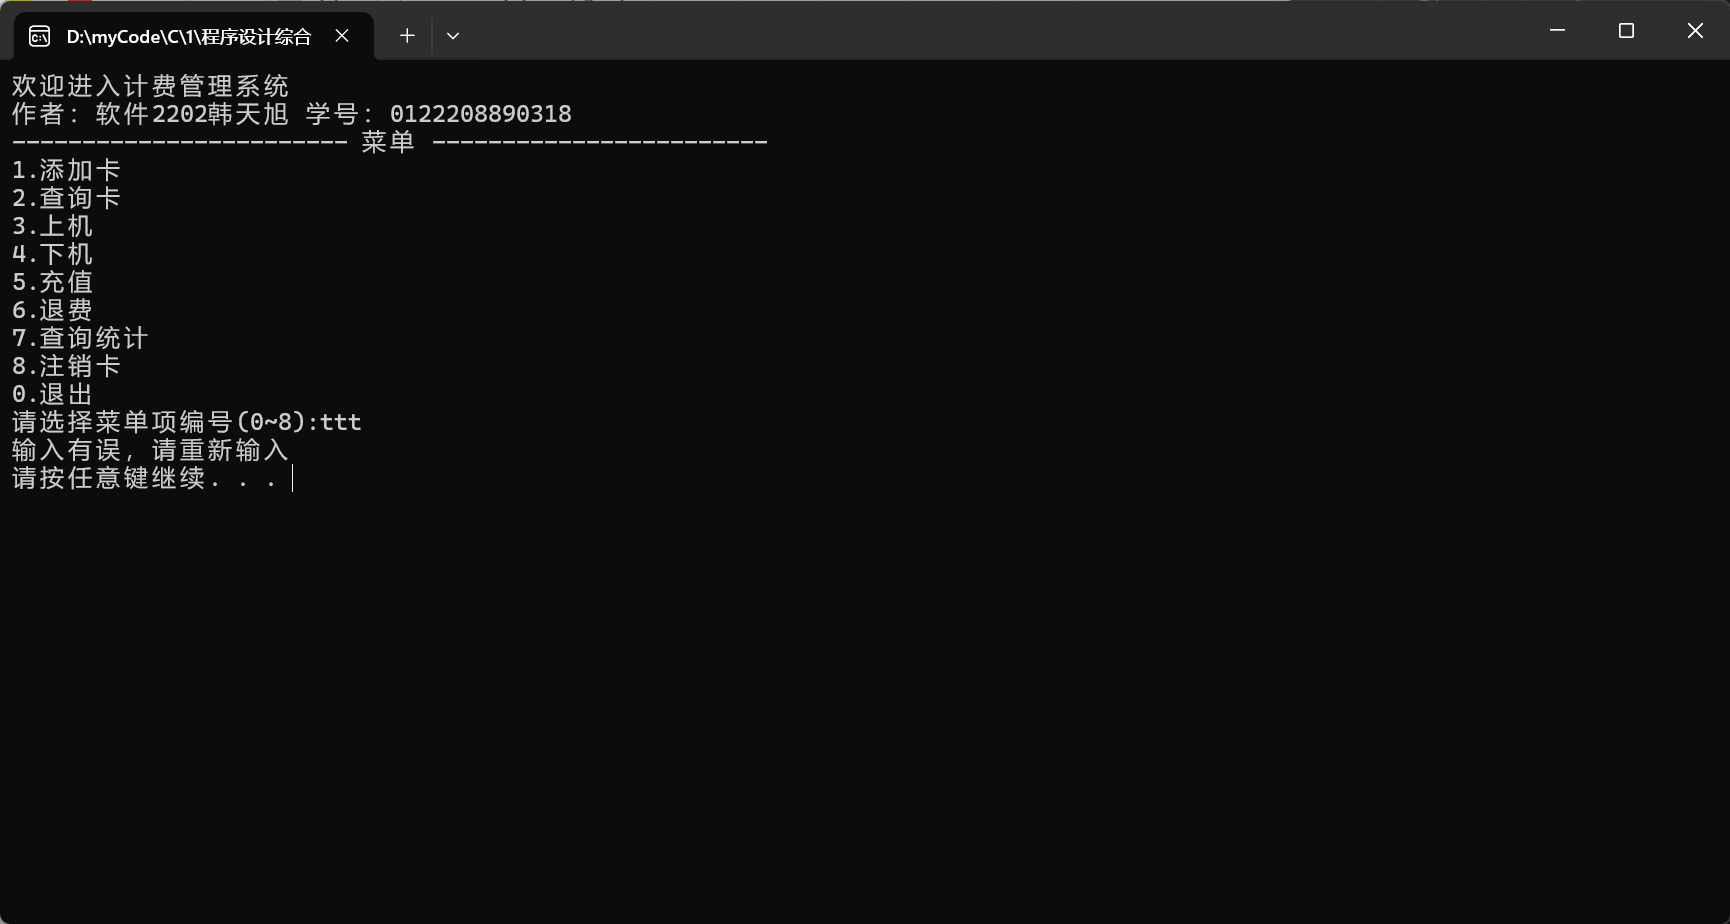 D:\myCode\C\1\程序设计综合
欢迎进入计费管理系统
作者: 软件2202韩天旭 学号: 0122208890318
------------------------ 菜单 ------------------------
1.添加卡
2.查询卡
3.上机
4.下机
5.充值
6.退费
7.查询统计
8.注销卡
0.退出
请选择菜单项编号(0~8):ttt
输入有误, 请重新输入
请按任意键继续. . .